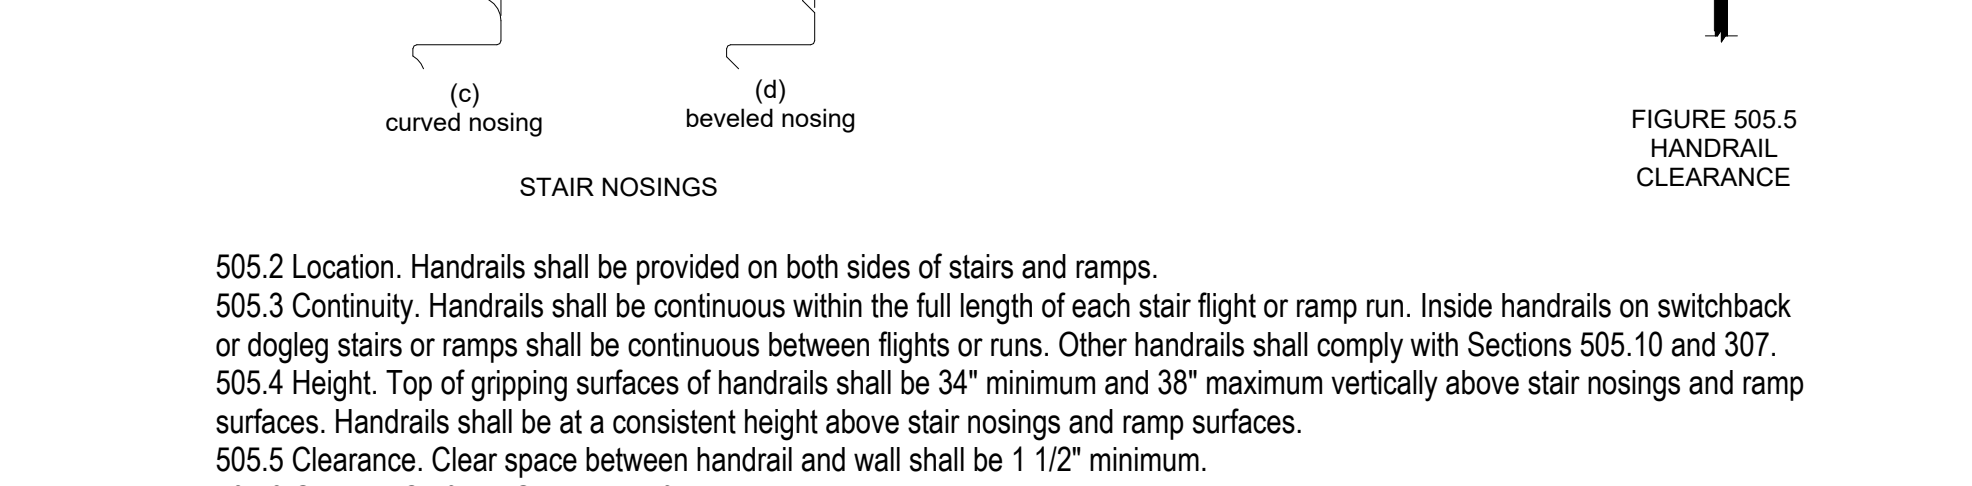 (c)
curved nosing
(d)
beveled nosing
STAIR NOSINGS
FIGURE 505.5
HANDRAIL
CLEARANCE
505.2 Location. Handrails shall be provided on both sides of stairs and ramps.
505.3 Continuity. Handrails shall be continuous within the full length of each stair flight or ramp run. Inside handrails on switchback
or dogleg stairs or ramps shall be continuous between flights or runs. Other handrails shall comply with Sections 505.10 and 307.
505.4 Height. Top of gripping surfaces of handrails shall be 34" minimum and 38" maximum vertically above stair nosings and ramp
surfaces. Handrails shall be at a consistent height above stair nosings and ramp surfaces.
505.5 Clearance. Clear space between handrail and wall shall be 1 1/2" minimum.